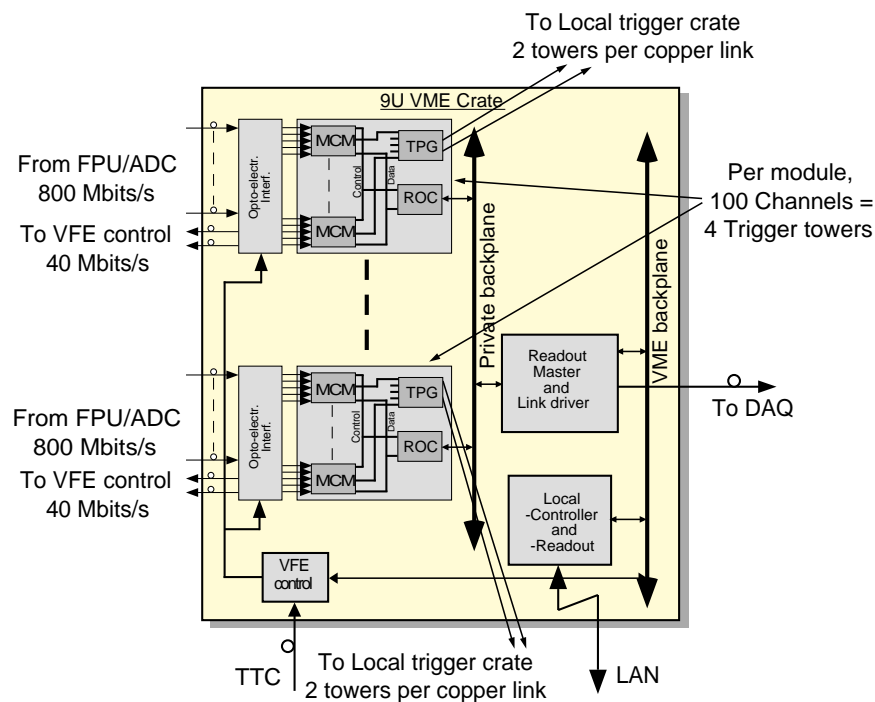 To Local trigger crate
2 towers per copper link
9U VME Crate
From FPU/ADC
800 Mbits/s
To VFE control
40 Mbits/s
Opto-electr.
Interf.
MCM
MCM
Control
Data
TPG
ROC
Per module,
100 Channels =
4 Trigger towers
Private backplane
VME backplane
Readout
Master
and
Link driver
To DAQ
From FPU/ADC
800 Mbits/s
To VFE control
40 Mbits/s
Opto-electr.
Interf.
MCM
MCM
Control
Data
TPG
ROC
Local
-Controller
and
-Readout
VFE
control
TTC
To Local trigger crate
2 towers per copper link
LAN